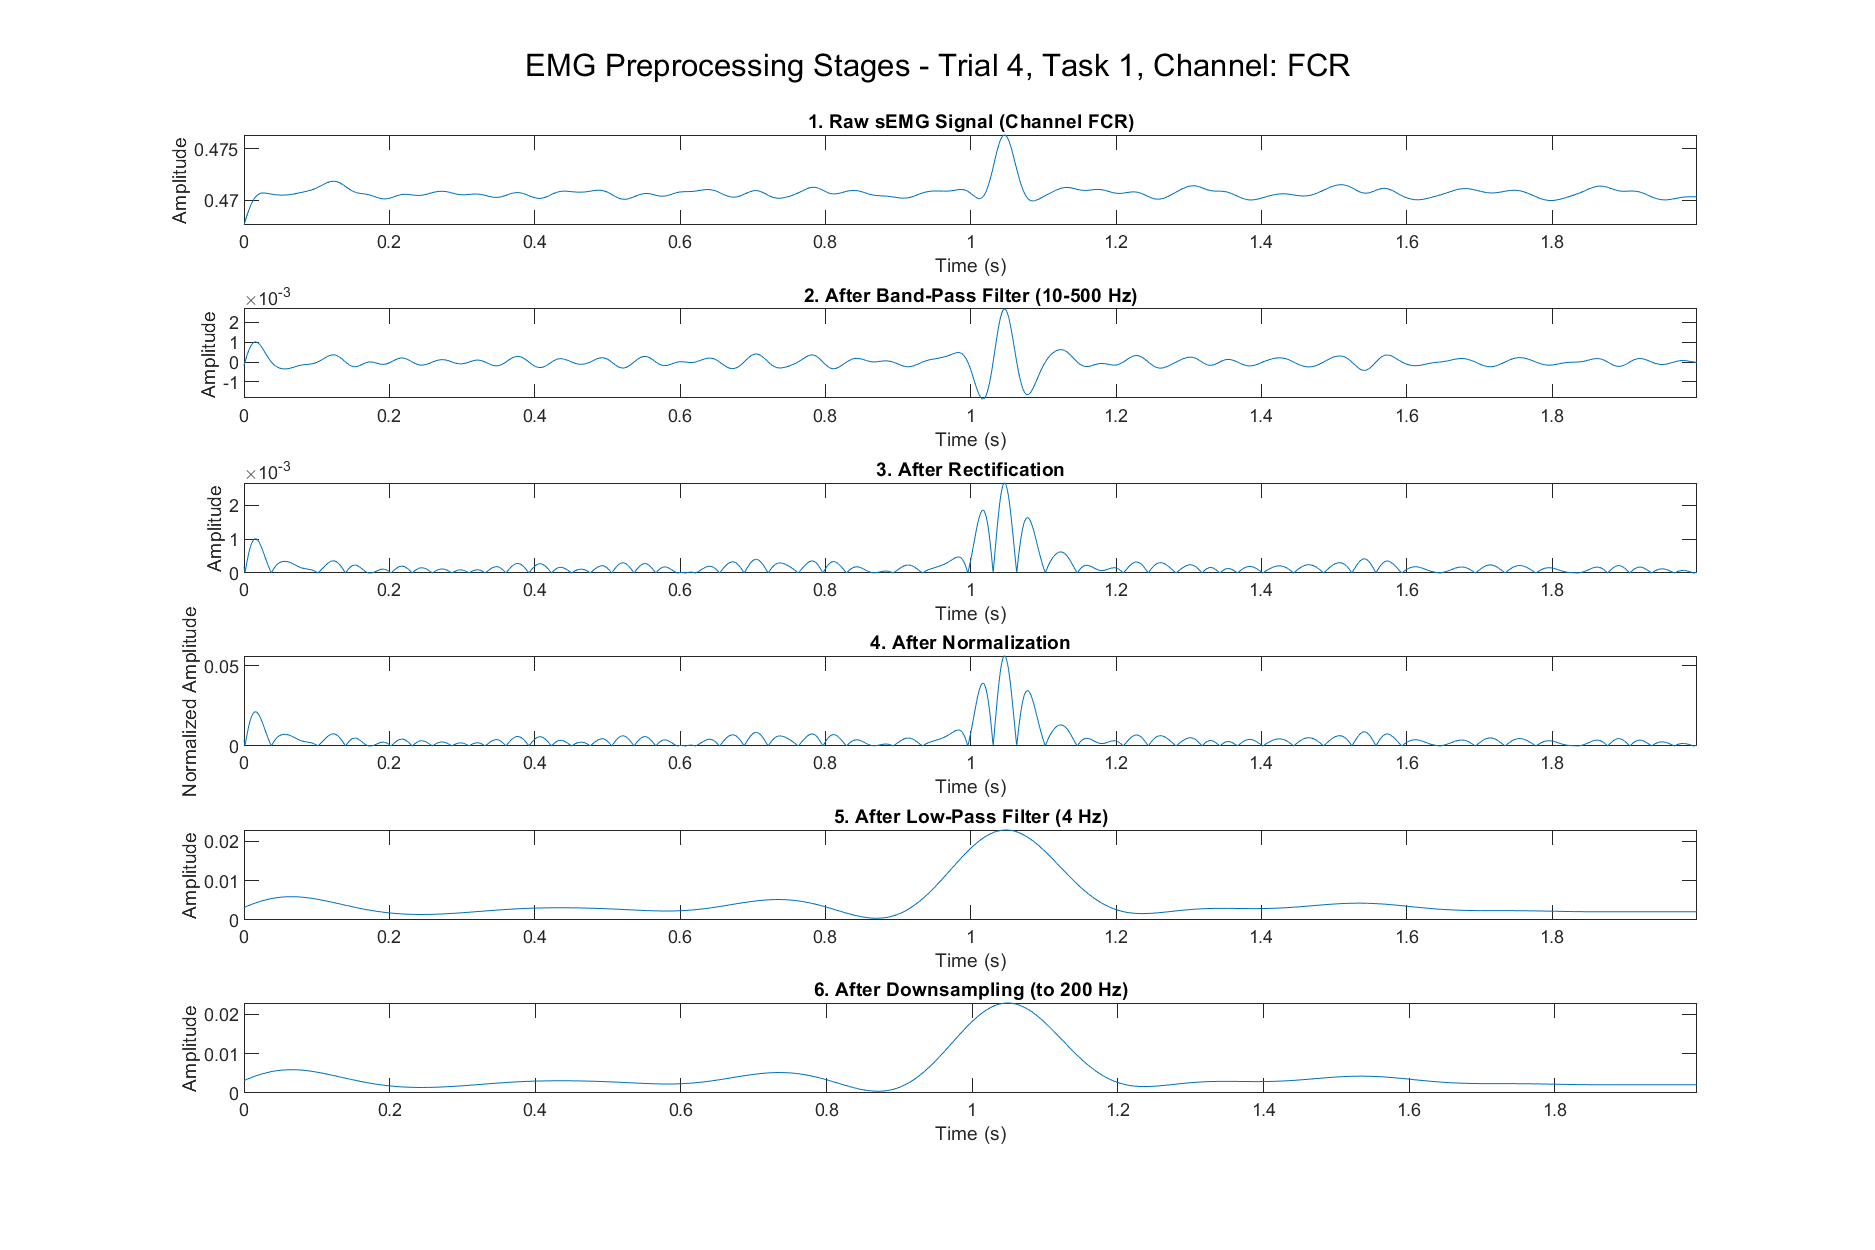 EMG Preprocessing Stages - Trial 4, Task 1, Channel: FCR
1. Raw sEMG Signal (Channel FCR)
Amplitude
0.475
0.47
0 0.2 0.4 0.6 0.8 1 1.2 1.4 1.6 1.8
Time (s)
2. After Band-Pass Filter (10-500 Hz)
×10⁻³
Amplitude
2
1
0
-1
0 0.2 0.4 0.6 0.8 1 1.2 1.4 1.6 1.8
Time (s)
3. After Rectification
×10⁻³
Amplitude
2
1
0
0 0.2 0.4 0.6 0.8 1 1.2 1.4 1.6 1.8
Time (s)
4. After Normalization
Normalized Amplitude
0.05
0
0 0.2 0.4 0.6 0.8 1 1.2 1.4 1.6 1.8
Time (s)
5. After Low-Pass Filter (4 Hz)
Amplitude
0.02
0.01
0
0 0.2 0.4 0.6 0.8 1 1.2 1.4 1.6 1.8
Time (s)
6. After Downsampling (to 200 Hz)
Amplitude
0.02
0.01
0
0 0.2 0.4 0.6 0.8 1 1.2 1.4 1.6 1.8
Time (s)